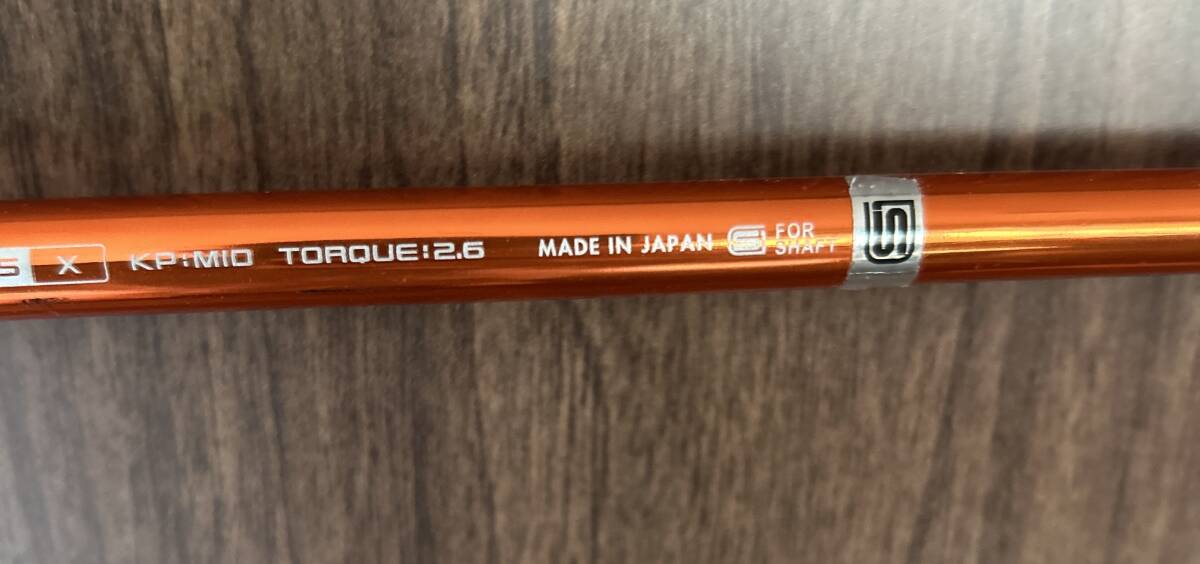 X KP:MID TORQUE:2.6 MADE IN JAPAN FOR
SHAFT